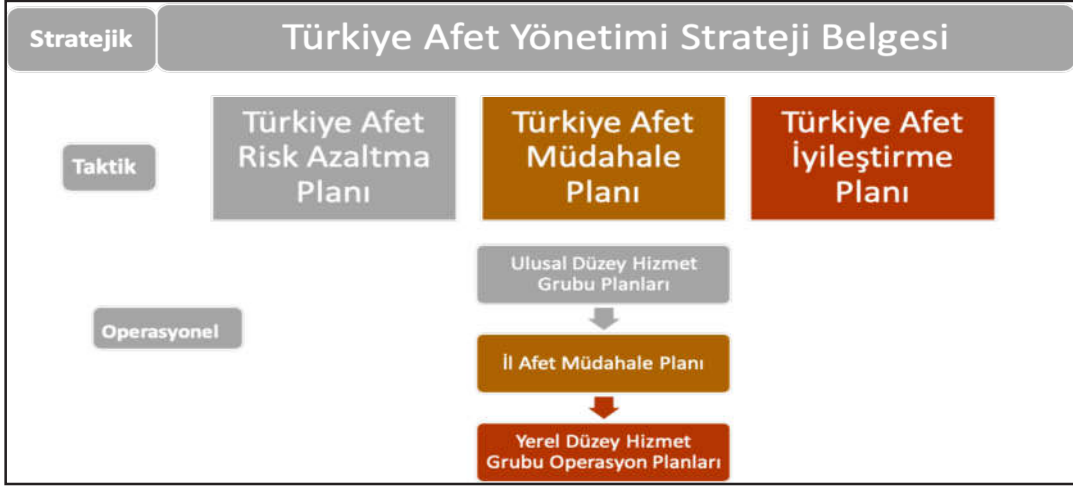 Stratejik
Türkiye Afet Yönetimi Strateji Belgesi
Taktik
Türkiye Afet
Risk Azaltma
Planı
Türkiye Afet
Müdahale
Planı
Türkiye Afet
İyileştirme
Planı
Operasyonel
Ulusal Düzey Hizmet
Grubu Planları
İl Afet Müdahale Planı
Yerel Düzey Hizmet
Grubu Operasyon Planları